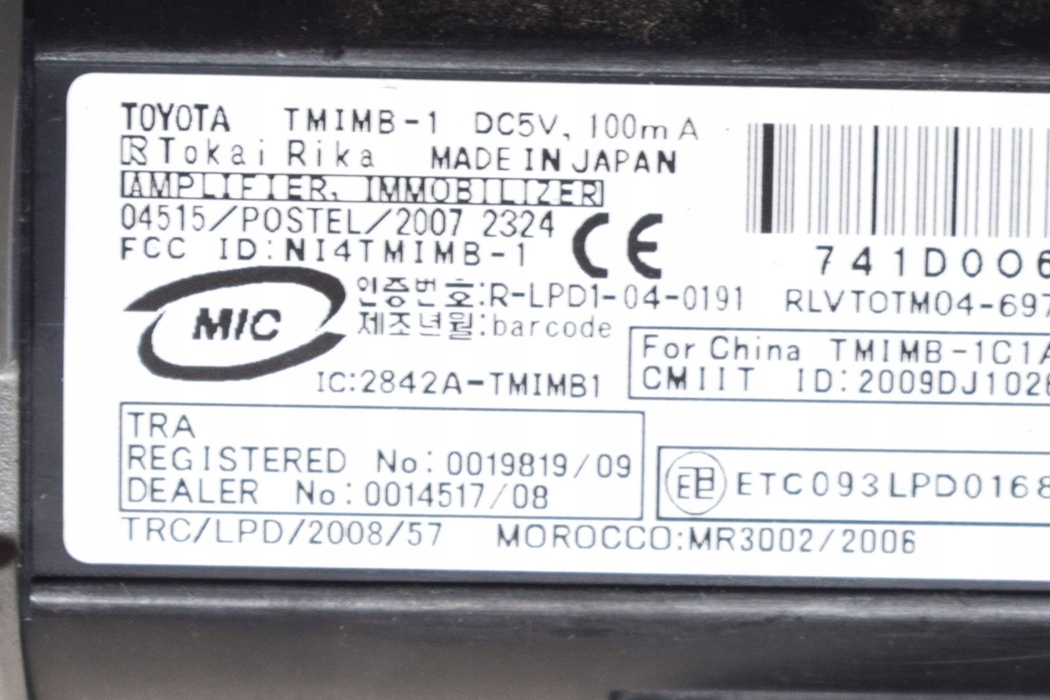 TOYOTA TMIMB-1 DC5V, 100mA
R Tokai Rika MADE IN JAPAN
AMPLIFIER, IMMOBILIZER
04515/POSTEL/2007 2324 CE
FCC ID:NI4TMIMB-1
741D006
MIC
인증번호:R-LPD1-04-0191 RLVTOTM04-697
제조년월:barcode
For China TMIMB-1C1A
CMIIT ID:2009DJ1026
IC:2842A-TMIMB1
TRA
REGISTERED No:0019819/09
DEALER No:0014517/08
ETC093LPD0168
TRC/LPD/2008/57 MOROCCO:MR3002/2006